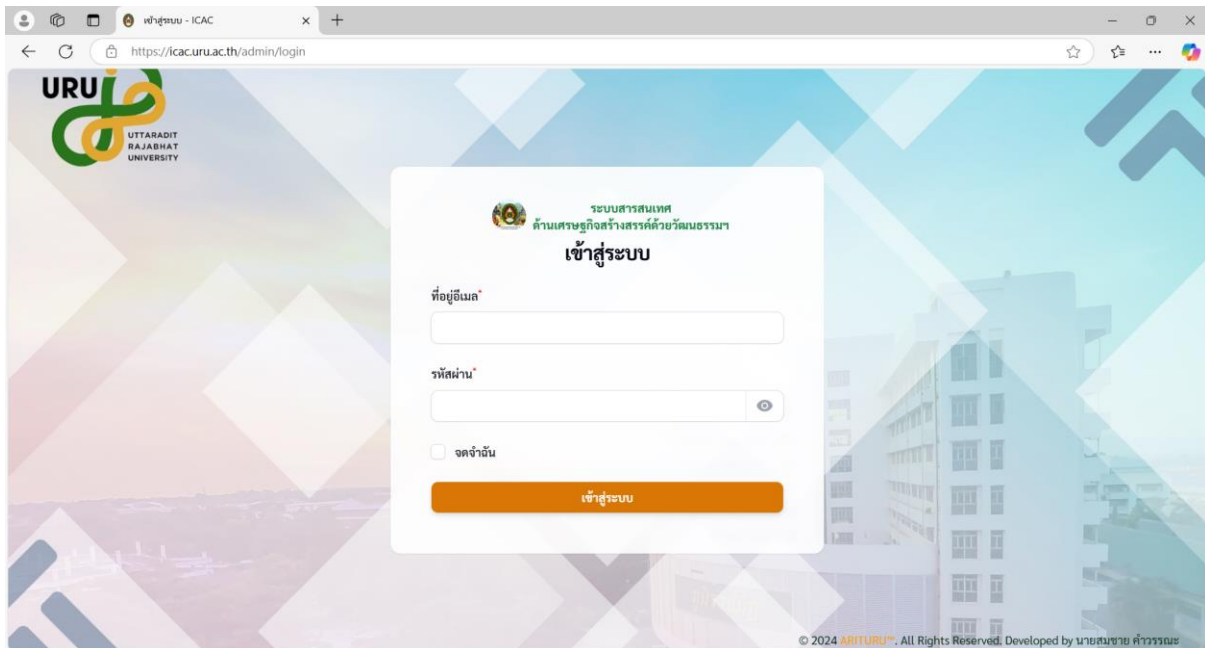 เข้าสู่ระบบ - ICAC
https://icac.uru.ac.th/admin/login
URU
UTTARADIT
RAJABHAT
UNIVERSITY
ระบบสารสนเทศ
ด้านเศรษฐกิจสร้างสรรค์ด้วยวัฒนธรรมฯ
เข้าสู่ระบบ
ที่อยู่อีเมล*
รหัสผ่าน*
จดจำฉัน
เข้าสู่ระบบ
© 2024 ARITURU™. All Rights Reserved. Developed by นายสมชาย คำวรรณะ